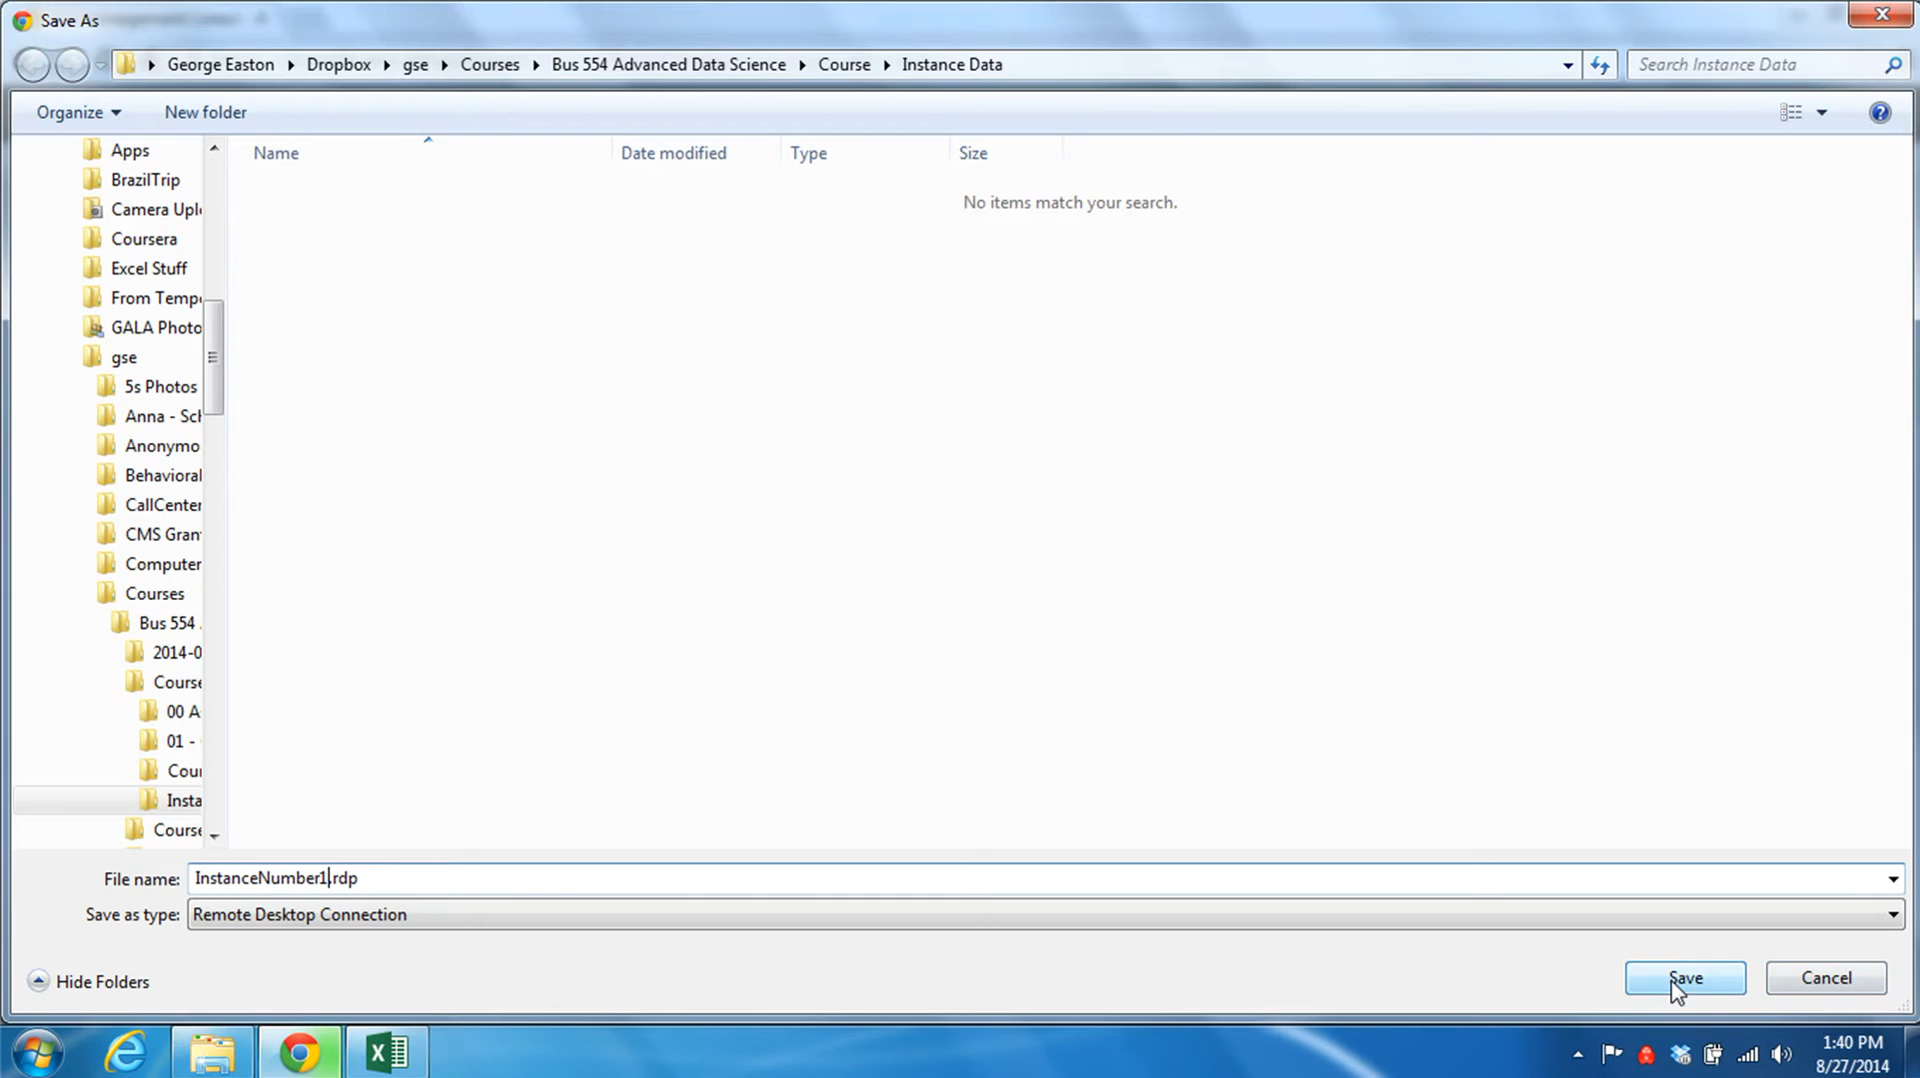 Save As
George Easton Dropbox gse Courses Bus 554 Advanced Data Science Course Instance Data
Search Instance Data
Organize New folder
Name Date modified Type Size
No items match your search.
Apps
BrazilTrip
Camera Uplo
Coursera
Excel Stuff
From Tempo
GALA Photo
gse
5s Photos
Anna - Sch
Anonymo
Behavioral
CallCenter
CMS Gran
Computer
Courses
Bus 554
2014-0
Course
00 A
01 -
Cour
Insta
Course
File name: InstanceNumber1.rdp
Save as type: Remote Desktop Connection
Hide Folders
Save Cancel
1:40 PM
8/27/2014